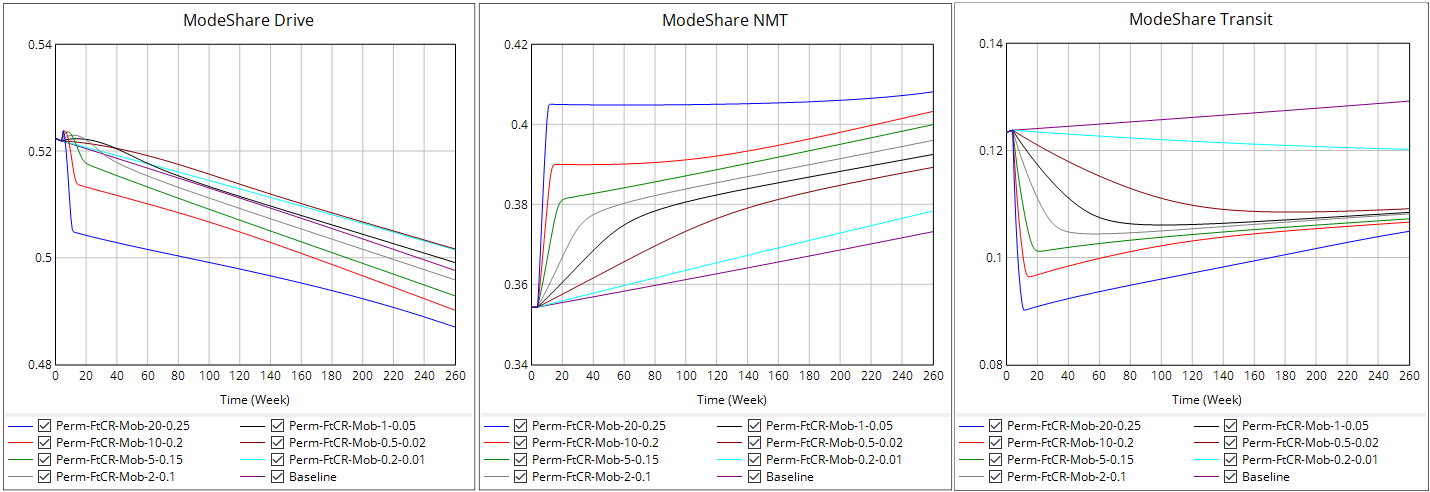 ModeShare Drive
0.54
0.52
0.5
0.48
0 20 40 60 80 100 120 140 160 180 200 220 240 260
Time (Week)
Perm-FtCR-Mob-20-0.25 Perm-FtCR-Mob-1-0.05
Perm-FtCR-Mob-10-0.2 Perm-FtCR-Mob-0.5-0.02
Perm-FtCR-Mob-5-0.15 Perm-FtCR-Mob-0.2-0.01
Perm-FtCR-Mob-2-0.1 Baseline
ModeShare NMT
0.42
0.4
0.38
0.36
0.34
0 20 40 60 80 100 120 140 160 180 200 220 240 260
Time (Week)
Perm-FtCR-Mob-20-0.25 Perm-FtCR-Mob-1-0.05
Perm-FtCR-Mob-10-0.2 Perm-FtCR-Mob-0.5-0.02
Perm-FtCR-Mob-5-0.15 Perm-FtCR-Mob-0.2-0.01
Perm-FtCR-Mob-2-0.1 Baseline
ModeShare Transit
0.14
0.12
0.1
0.08
0 20 40 60 80 100 120 140 160 180 200 220 240 260
Time (Week)
Perm-FtCR-Mob-20-0.25 Perm-FtCR-Mob-1-0.05
Perm-FtCR-Mob-10-0.2 Perm-FtCR-Mob-0.5-0.02
Perm-FtCR-Mob-5-0.15 Perm-FtCR-Mob-0.2-0.01
Perm-FtCR-Mob-2-0.1 Baseline